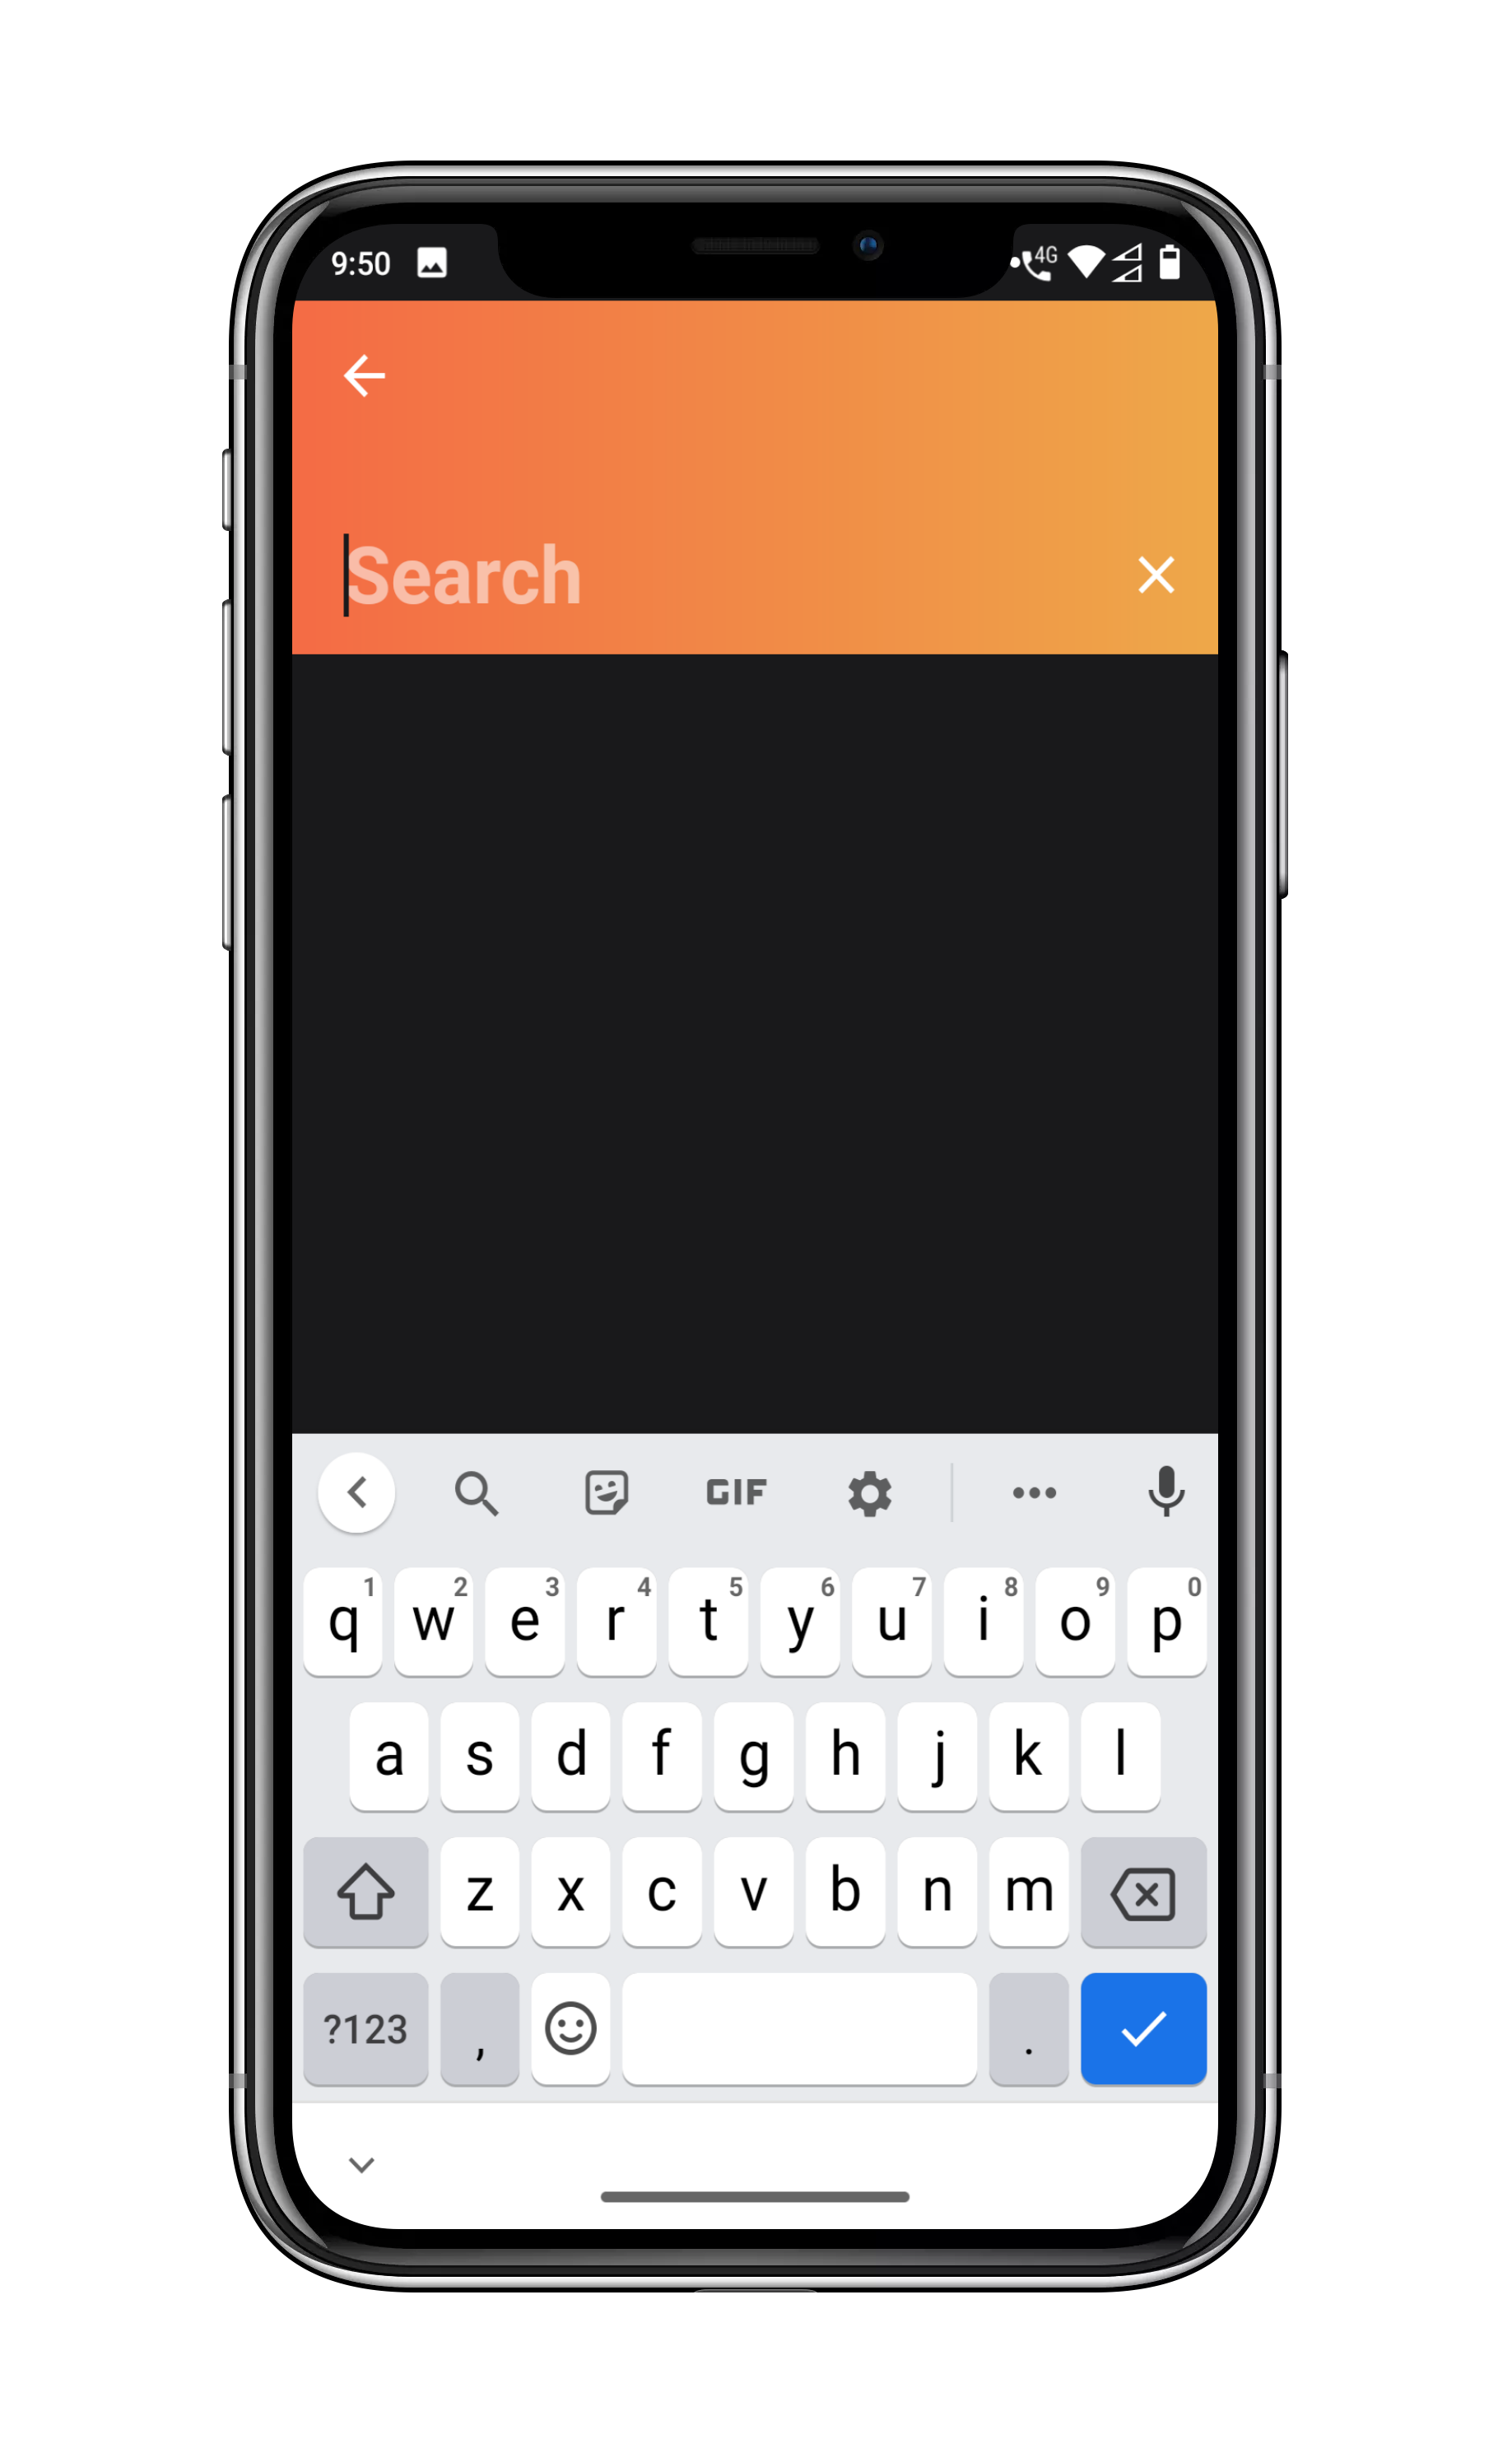 9:50
4G
Search
GIF
1 2 3 4 5 6 7 8 9 0
q w e r t y u i o p
a s d f g h j k l
z x c v b n m
?123 , .